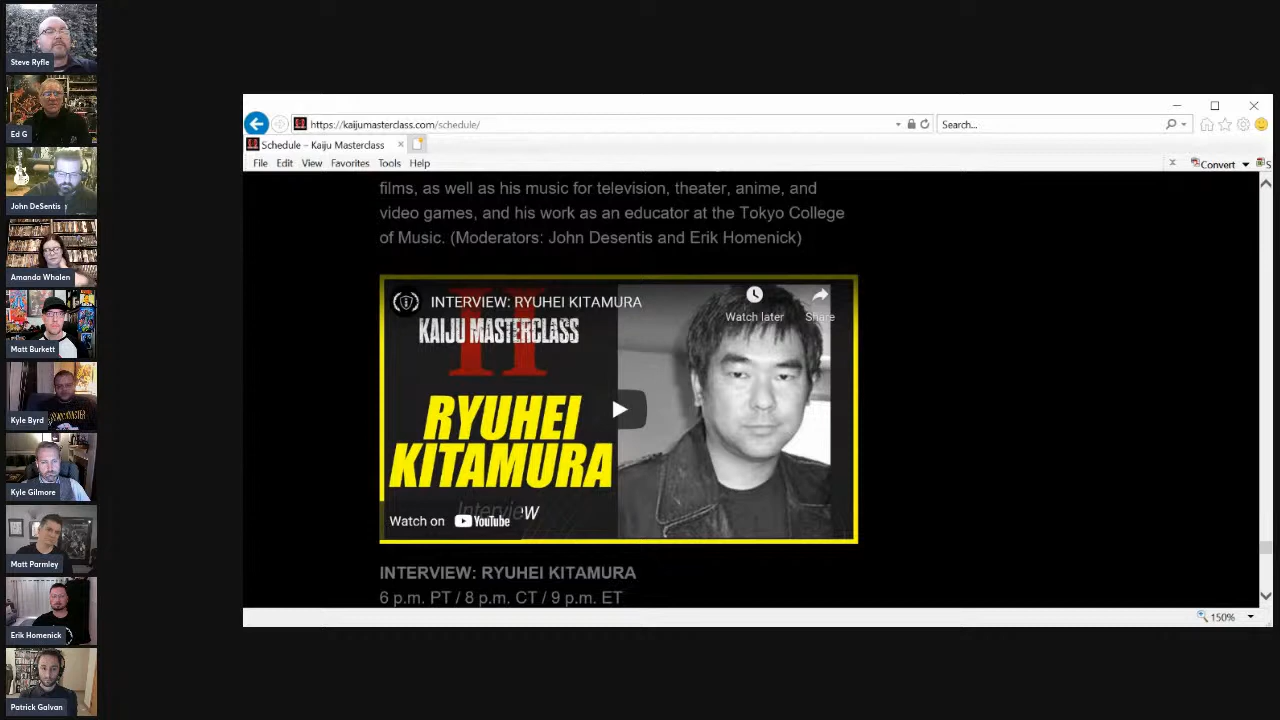 Steve Ryfle
Ed G
John DeSentis
Amanda Whalen
Matt Burkett
Kyle Byrd
Kyle Gilmore
Matt Parmley
Erik Homenick
Patrick Galvan
https://kaijumasterclass.com/schedule/
Search...
Schedule – Kaiju Masterclass
File Edit View Favorites Tools Help
Convert
films, as well as his music for television, theater, anime, and
video games, and his work as an educator at the Tokyo College
of Music. (Moderators: John Desentis and Erik Homenick)
INTERVIEW: RYUHEI KITAMURA
Watch later
Share
II
KAIJU MASTERCLASS
RYUHEI
KITAMURA
Interview
Watch on YouTube
INTERVIEW: RYUHEI KITAMURA
6 p.m. PT / 8 p.m. CT / 9 p.m. ET
150%